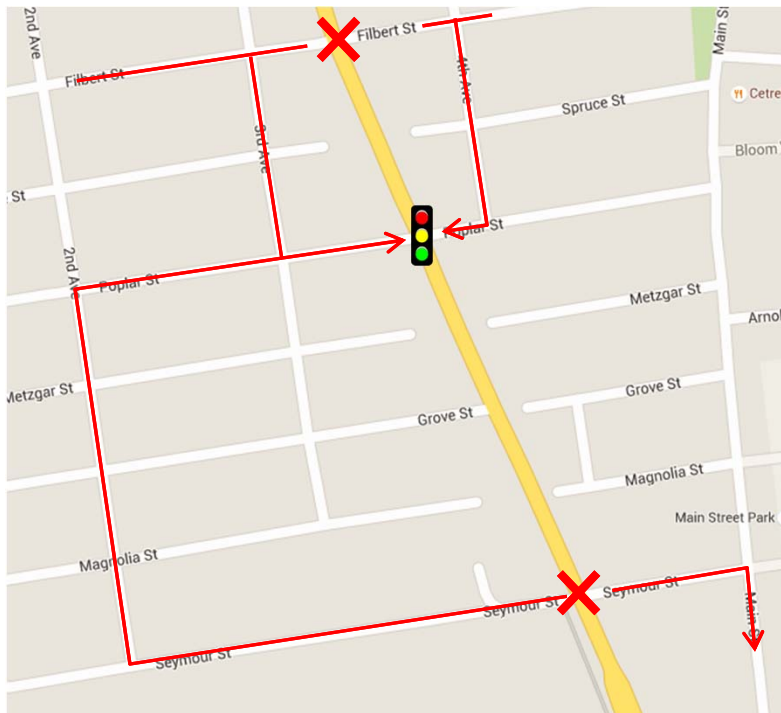 2nd Ave
Filbert St
Main St
Filbert St
4th Ave
Cetre
Spruce St
3rd Ave
Bloom
St
Poplar St
2nd Ave
Poplar St
Metzgar St
Arno
Metzgar St
Grove St
Grove St
Magnolia St
Main Street Park
Magnolia St
Seymour St
Seymour St
Main St
Seymour St